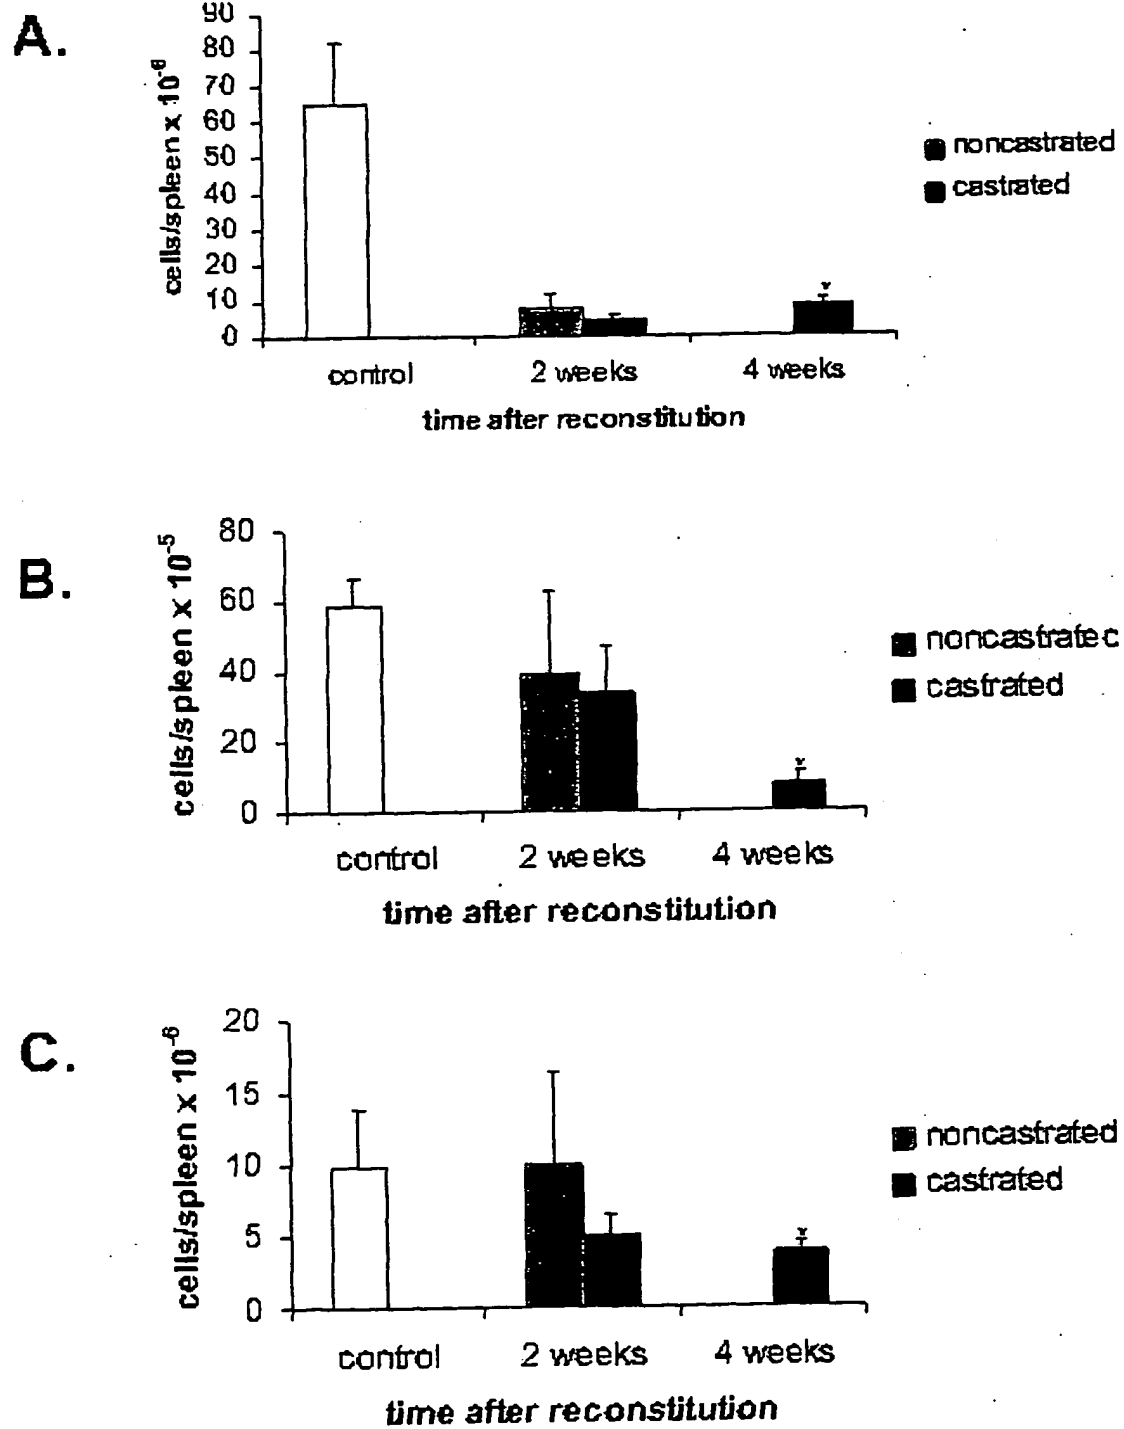 A.
cells/spleen x 10-6
90
80
70
60
50
40
30
20
10
0
*
control
2 weeks
4 weeks
time after reconstitution
noncastrated
castrated
B.
cells/spleen x 10-5
80
60
40
20
0
*
control
2 weeks
4 weeks
time after reconstitution
noncastrated
castrated
C.
cells/spleen x 10-6
20
15
10
5
0
*
control
2 weeks
4 weeks
time after reconstitution
noncastrated
castrated